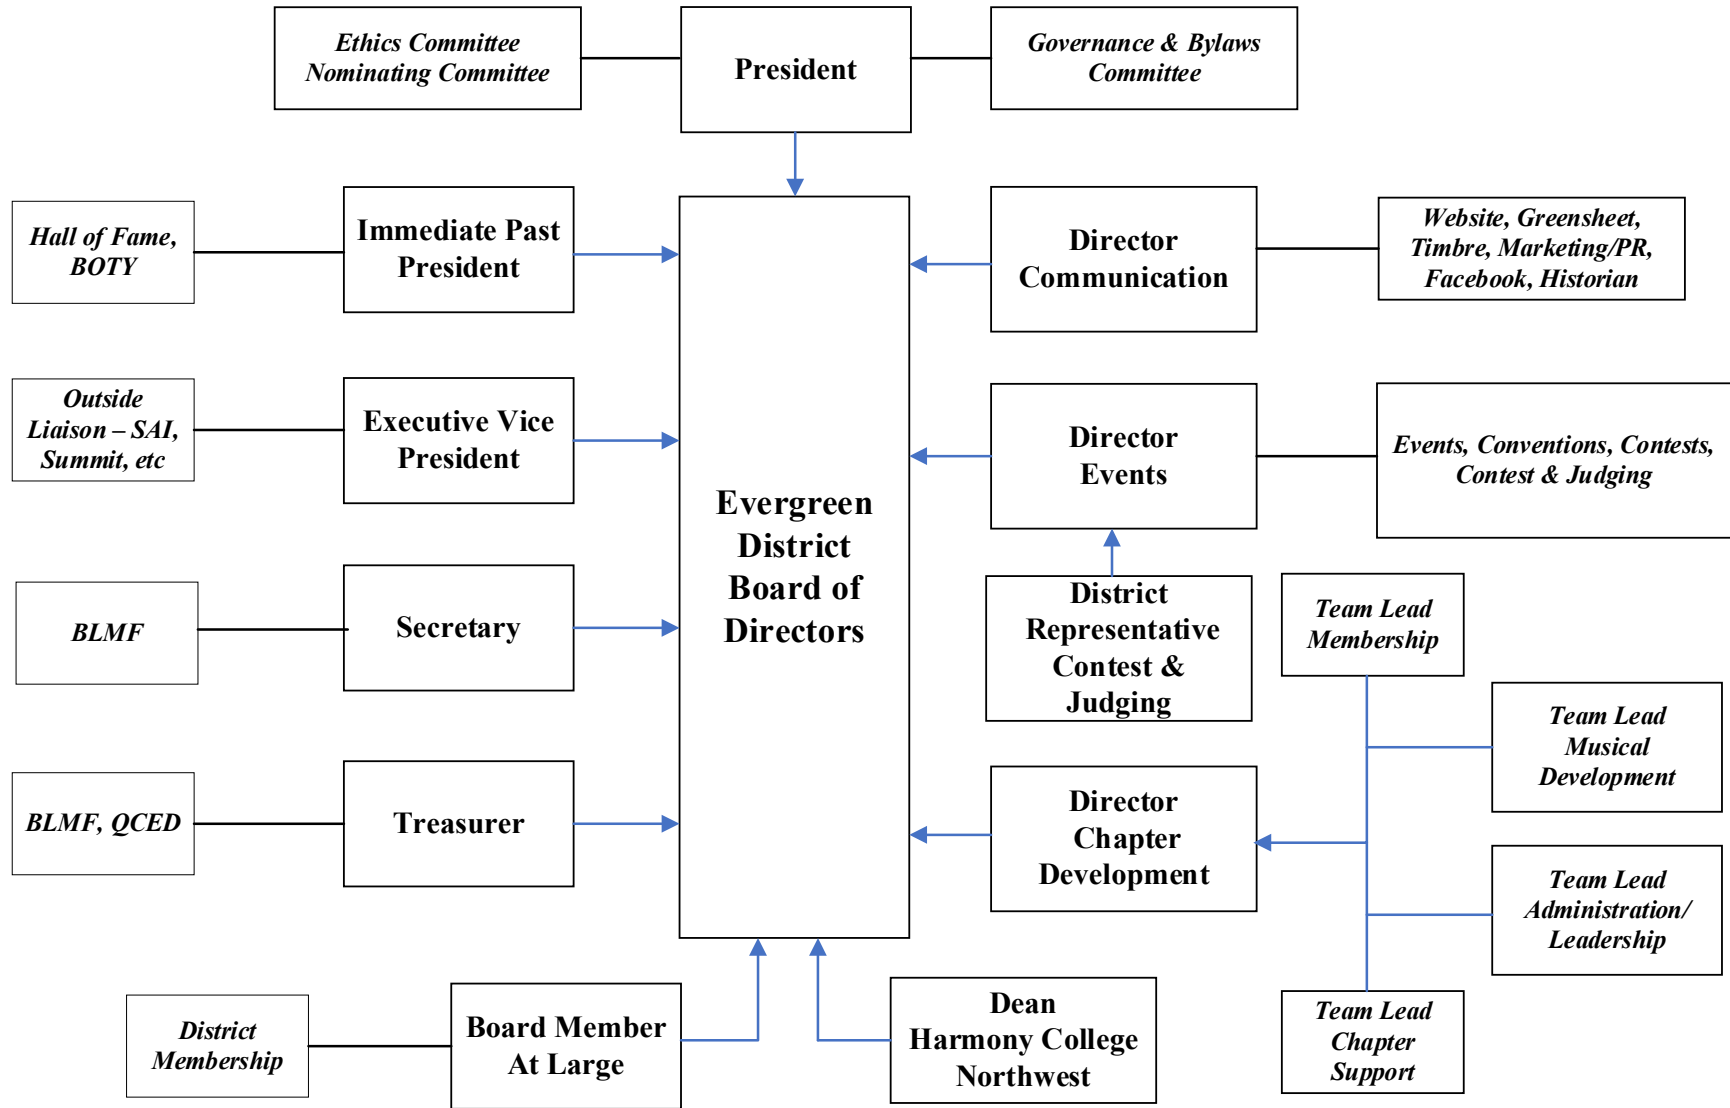 Ethics Committee
Nominating Committee
President
Governance & Bylaws
Committee
Hall of Fame,
BOTY
Immediate Past
President
Director
Communication
Website, Greensheet,
Timbre, Marketing/PR,
Facebook, Historian
Outside
Liaison – SAI,
Summit, etc
Executive Vice
President
Evergreen
District
Board of
Directors
Director
Events
Events, Conventions, Contests,
Contest & Judging
BLMF
Secretary
District
Representative
Contest &
Judging
Team Lead
Membership
Team Lead
Musical
Development
BLMF, QCED
Treasurer
Director
Chapter
Development
Team Lead
Administration/
Leadership
District
Membership
Board Member
At Large
Dean
Harmony College
Northwest
Team Lead
Chapter
Support